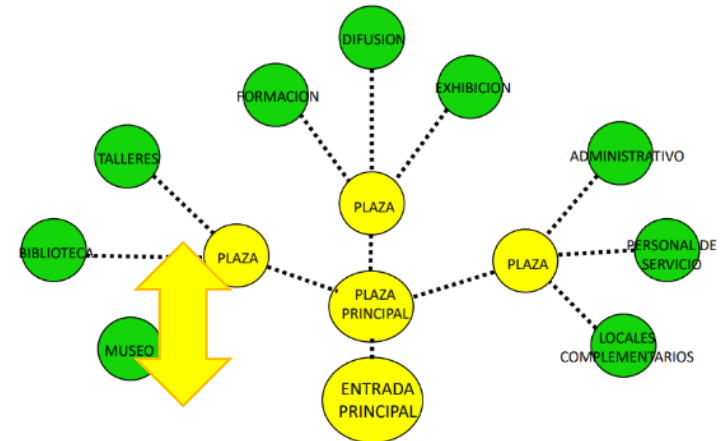 DIFUSION
FORMACION
EXHIBICION
TALLERES
ADMINISTRATIVO
PLAZA
BIBLIOTECA
PLAZA
PLAZA
PERSONAL DE
SERVICIO
PLAZA
PRINCIPAL
MUSEO
LOCALES
COMPLEMENTARIOS
ENTRADA
PRINCIPAL